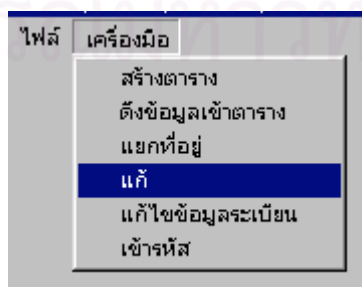 ไฟล์ เครื่องมือ
สร้างตาราง
ดึงข้อมูลเข้าตาราง
แยกที่อยู่
แก้
แก้ไขข้อมูลระเบียน
เข้ารหัส